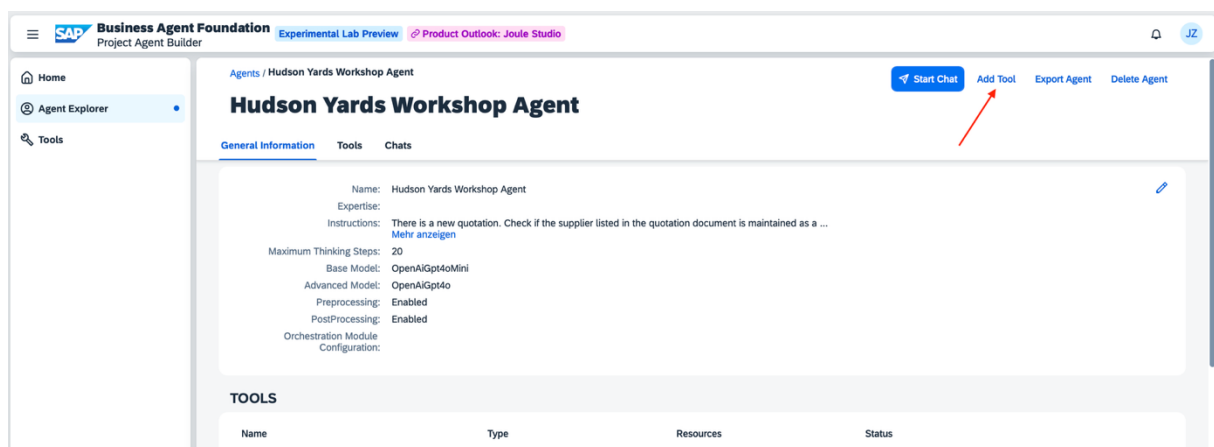 SAP Business Agent Foundation Experimental Lab Preview Product Outlook: Joule Studio JZ
Project Agent Builder
Home
Agent Explorer
Tools
Agents / Hudson Yards Workshop Agent
Start Chat Add Tool Export Agent Delete Agent
Hudson Yards Workshop Agent
General Information Tools Chats
Name: Hudson Yards Workshop Agent
Expertise:
Instructions: There is a new quotation. Check if the supplier listed in the quotation document is maintained as a ...
Mehr anzeigen
Maximum Thinking Steps: 20
Base Model: OpenAiGpt4oMini
Advanced Model: OpenAiGpt4o
Preprocessing: Enabled
PostProcessing: Enabled
Orchestration Module
Configuration:
TOOLS
Name Type Resources Status